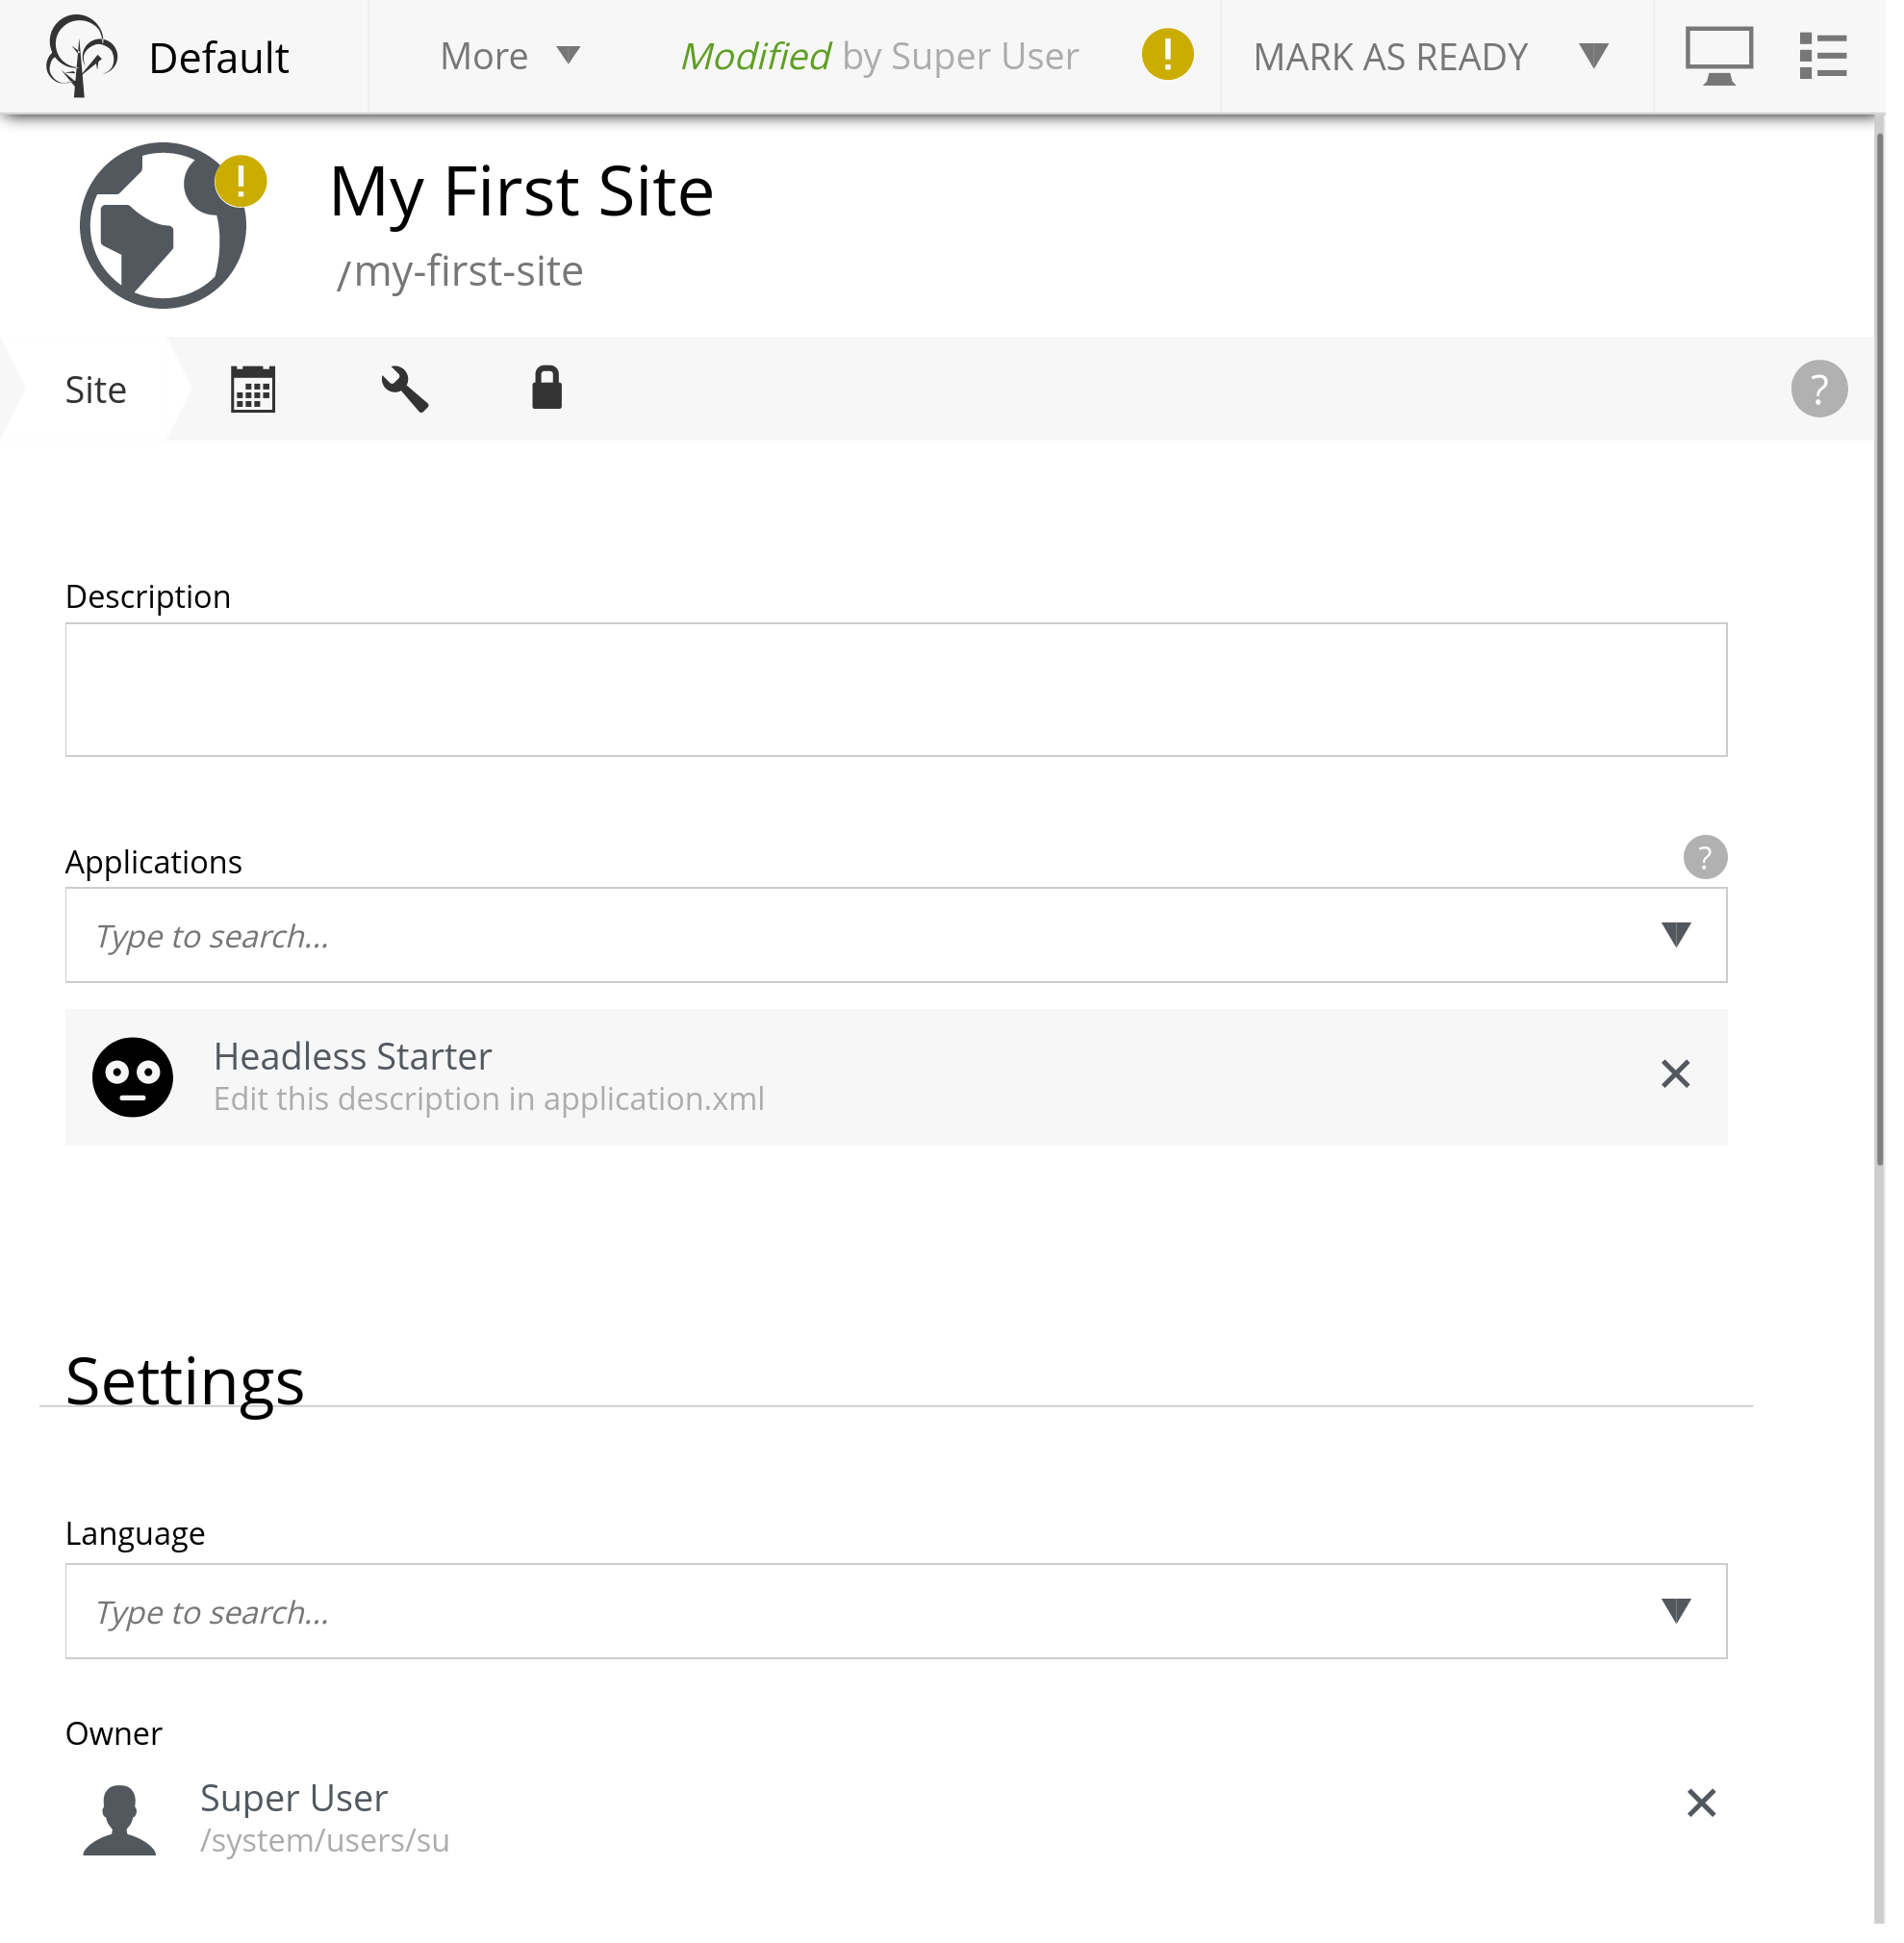 Default More Modified by Super User ! MARK AS READY
!
My First Site
/my-first-site
Site ?
Description
Applications ?
Type to search...
Headless Starter
Edit this description in application.xml
Settings
Language
Type to search...
Owner
Super User
/system/users/su